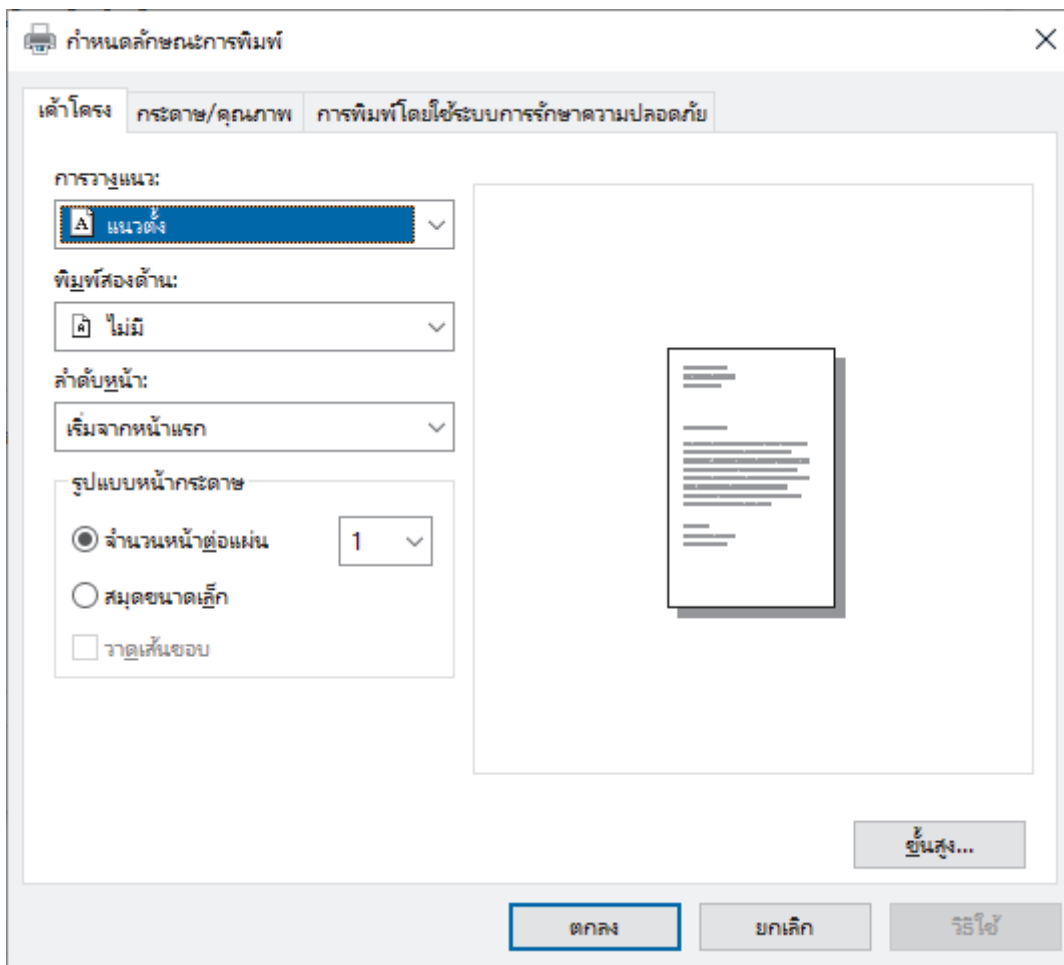 กำหนดลักษณะการพิมพ์
เค้าโครง กระดาษ/คุณภาพ การพิมพ์โดยใช้ระบบการรักษาความปลอดภัย
การวางแนว:
A แนวตั้ง
พิมพ์สองด้าน:
ไม่มี
ลำดับหน้า:
เริ่มจากหน้าแรก
รูปแบบหน้ากระดาษ
จำนวนหน้าต่อแผ่น 1
สมุดขนาดเล็ก
วาดเส้นขอบ
ขั้นสูง...
ตกลง ยกเลิก วิธีใช้